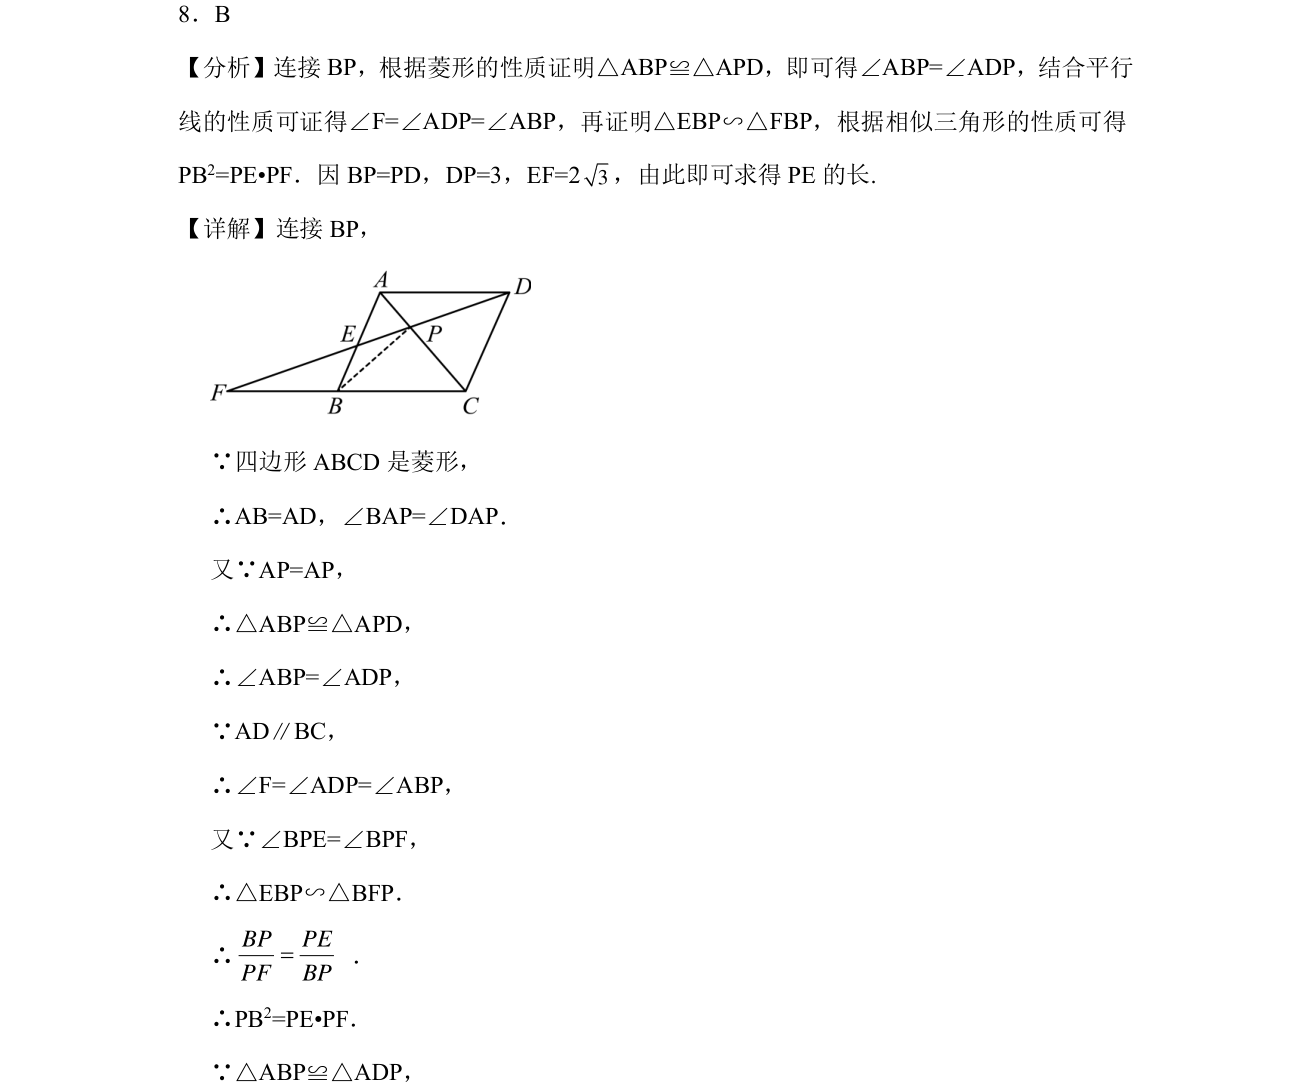 8．B
【分析】连接 BP，根据菱形的性质证明△ABP≌△APD，即可得∠ABP=∠ADP，结合平行
线的性质可证得∠F=∠ADP=∠ABP，再证明△EBP∽△FBP，根据相似三角形的性质可得
PB²=PE•PF．因 BP=PD，DP=3，EF=2√3，由此即可求得 PE 的长.
【详解】连接 BP，
A
D
E
P
F
B
C
∵四边形 ABCD 是菱形，
∴AB=AD，∠BAP=∠DAP．
又∵AP=AP，
∴△ABP≌△APD，
∴∠ABP=∠ADP，
∵AD∥BC，
∴∠F=∠ADP=∠ABP，
又∵∠BPE=∠BPF，
∴△EBP∽△BFP．
∴BP/PF=PE/BP．
∴PB²=PE•PF．
∵△ABP≌△ADP，